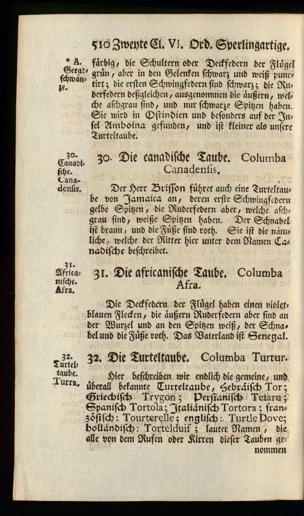 510 Zweyte Cl. VI. Ord. Sperlingartige.
* A.
Gerad-
schwän-
ze.
färbig, die Schultern oder Deckfedern der Flügel
grün, aber in den Gelenken schwarz und weiß punc-
tirt; die ersten Schwingfedern sind schwarz; die Ru-
derfedern deßgleichen, ausgenommen die äußern, wel-
che aschgrau sind, und nur schwarze Spitzen haben.
Sie wird in Ostindien und besonders auf der In-
sel Amboina gefunden, und ist kleiner als unsere
Turteltaube.
30.
Canadi-
sche.
Cana-
densis.
30. Die canadische Taube. Columba
Canadensis.
Der Herr Brisson führet auch eine Turteltau-
be von Jamaica an, deren erste Schwingfedern
gelbe Spitzen, die Ruderfedern aber, welche asch-
grau sind, weiße Spitzen haben. Der Schnabel
ist braun, und die Füße sind roth. Sie ist die näm-
liche, welche der Ritter hier unter dem Namen Ca-
nadische beschreibet.
31.
Africa-
nische.
Afra.
31. Die africanische Taube. Columba
Afra.
Die Deckfedern der Flügel haben einen violet-
blauen Flecken, die äußern Ruderfedern aber sind an
der Wurzel und an den Spitzen weiß, der Schna-
bel und die Füße roth. Das Vaterland ist Senegal.
32.
Turtel-
taube.
Turtu.
32. Die Turteltaube. Columba Turtur.
Hier beschreiben wir endlich die gemeine, und
überall bekannte Turteltaube, Hebräisch Tor;
Griechisch Trygon; Persianisch Tetaru;
Spanisch Tortola; Italiänisch Tortora; fran-
zösisch: Tourterelle; englisch: Turtle Dove;
holländisch: Tortelduif; lauter Namen, die
alle von dem Rufen oder Kirren dieser Tauben ge-
nommen